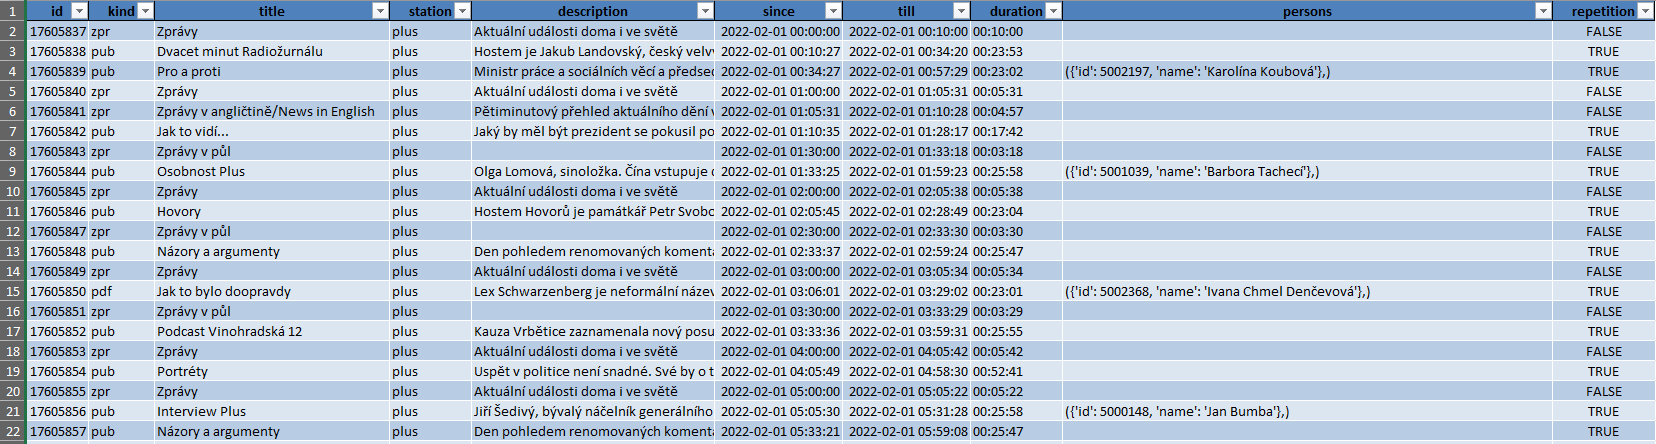 1 id kind title station description since till duration persons repetition
2 17605837 zpr Zprávy plus Aktuální události doma i ve světě 2022-02-01 00:00:00 2022-02-01 00:10:00 00:10:00 FALSE
3 17605838 pub Dvacet minut Radiožurnálu plus Hostem je Jakub Landovský, český velv 2022-02-01 00:10:27 2022-02-01 00:34:20 00:23:53 TRUE
4 17605839 pub Pro a proti plus Ministr práce a sociálních věcí a předsed 2022-02-01 00:34:27 2022-02-01 00:57:29 00:23:02 ({'id': 5002197, 'name': 'Karolína Koubová'},) TRUE
5 17605840 zpr Zprávy plus Aktuální události doma i ve světě 2022-02-01 01:00:00 2022-02-01 01:05:31 00:05:31 FALSE
6 17605841 zpr Zprávy v angličtině/News in English plus Pětiminutový přehled aktuálního dění v 2022-02-01 01:05:31 2022-02-01 01:10:28 00:04:57 FALSE
7 17605842 pub Jak to vidí... plus Jaký by měl být prezident se pokusil po 2022-02-01 01:10:35 2022-02-01 01:28:17 00:17:42 TRUE
8 17605843 zpr Zprávy v půl plus 2022-02-01 01:30:00 2022-02-01 01:33:18 00:03:18 FALSE
9 17605844 pub Osobnost Plus plus Olga Lomová, sinoložka. Čína vstupuje d 2022-02-01 01:33:25 2022-02-01 01:59:23 00:25:58 ({'id': 5001039, 'name': 'Barbora Tachecí'},) TRUE
10 17605845 zpr Zprávy plus Aktuální události doma i ve světě 2022-02-01 02:00:00 2022-02-01 02:05:38 00:05:38 FALSE
11 17605846 pub Hovory plus Hostem Hovorů je památkář Petr Svobo 2022-02-01 02:05:45 2022-02-01 02:28:49 00:23:04 TRUE
12 17605847 zpr Zprávy v půl plus 2022-02-01 02:30:00 2022-02-01 02:33:30 00:03:30 FALSE
13 17605848 pub Názory a argumenty plus Den pohledem renomovaných komentá 2022-02-01 02:33:37 2022-02-01 02:59:24 00:25:47 TRUE
14 17605849 zpr Zprávy plus Aktuální události doma i ve světě 2022-02-01 03:00:00 2022-02-01 03:05:34 00:05:34 FALSE
15 17605850 pdf Jak to bylo doopravdy plus Lex Schwarzenberg je neformální název 2022-02-01 03:06:01 2022-02-01 03:29:02 00:23:01 ({'id': 5002368, 'name': 'Ivana Chmel Denčevová'},) TRUE
16 17605851 zpr Zprávy v půl plus 2022-02-01 03:30:00 2022-02-01 03:33:29 00:03:29 FALSE
17 17605852 pub Podcast Vinohradská 12 plus Kauza Vrbětice zaznamenala nový posu 2022-02-01 03:33:36 2022-02-01 03:59:31 00:25:55 TRUE
18 17605853 zpr Zprávy plus Aktuální události doma i ve světě 2022-02-01 04:00:00 2022-02-01 04:05:42 00:05:42 FALSE
19 17605854 pub Portréty plus Uspět v politice není snadné. Své by o t 2022-02-01 04:05:49 2022-02-01 04:58:30 00:52:41 TRUE
20 17605855 zpr Zprávy plus Aktuální události doma i ve světě 2022-02-01 05:00:00 2022-02-01 05:05:22 00:05:22 FALSE
21 17605856 pub Interview Plus plus Jiří Šedivý, bývalý náčelník generálního 2022-02-01 05:05:30 2022-02-01 05:31:28 00:25:58 ({'id': 5000148, 'name': 'Jan Bumba'},) TRUE
22 17605857 pub Názory a argumenty plus Den pohledem renomovaných komentá 2022-02-01 05:33:21 2022-02-01 05:59:08 00:25:47 TRUE